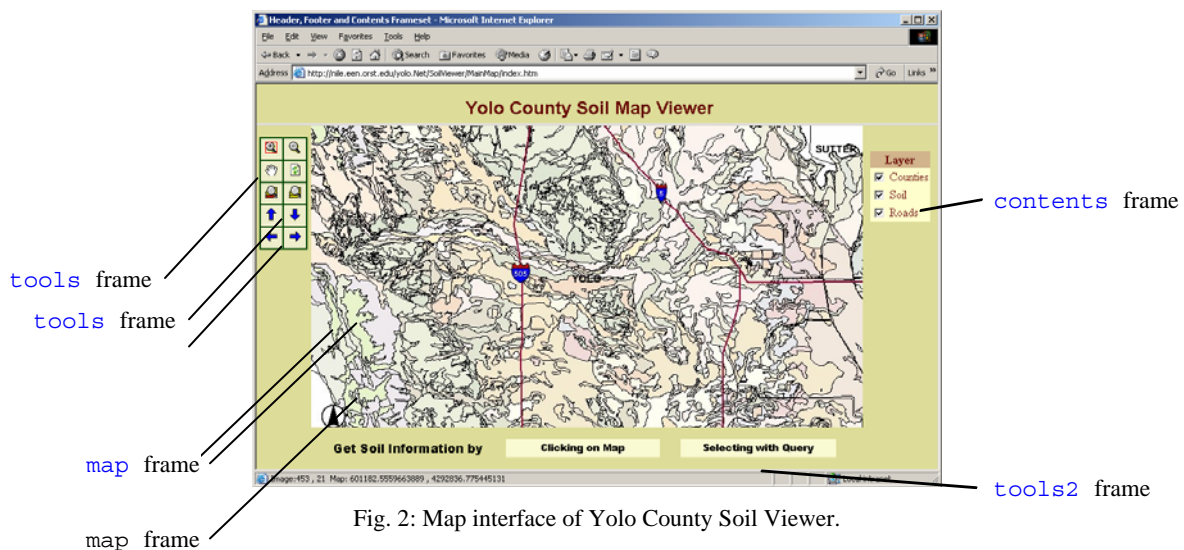 Header, Footer and Contents Frameset - Microsoft Internet Explorer
File Edit View Favorites Tools Help
Back Search Favorites Media
Address http://nile.een.orst.edu/yolo.Net/SoilViewer/MainMap/index.htm Go Links »
Yolo County Soil Map Viewer
SUTTER
Layer
Counties
Soil
Roads
5
505
YOLO
contents frame
tools frame
tools frame
map frame
map frame
Get Soil Information by Clicking on Map Selecting with Query
Image:453 , 21 Map: 601182.5559663889 , 4292836.775445131
tools2 frame
Fig. 2: Map interface of Yolo County Soil Viewer.